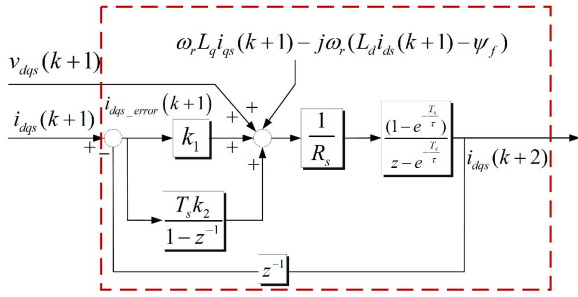 ω_r L_q i_qs(k+1) − jω_r(L_d i_ds(k+1) − ψ_f)
v_dqs(k+1)
i_dqs_error(k+1)
i_dqs(k+1)
+
−
k_1
+
+
+
+
+
1/R_s
(1−e^(−T_s/τ))/(z−e^(−T_s/τ))
i_dqs(k+2)
T_s k_2/(1−z^(−1))
z^(−1)